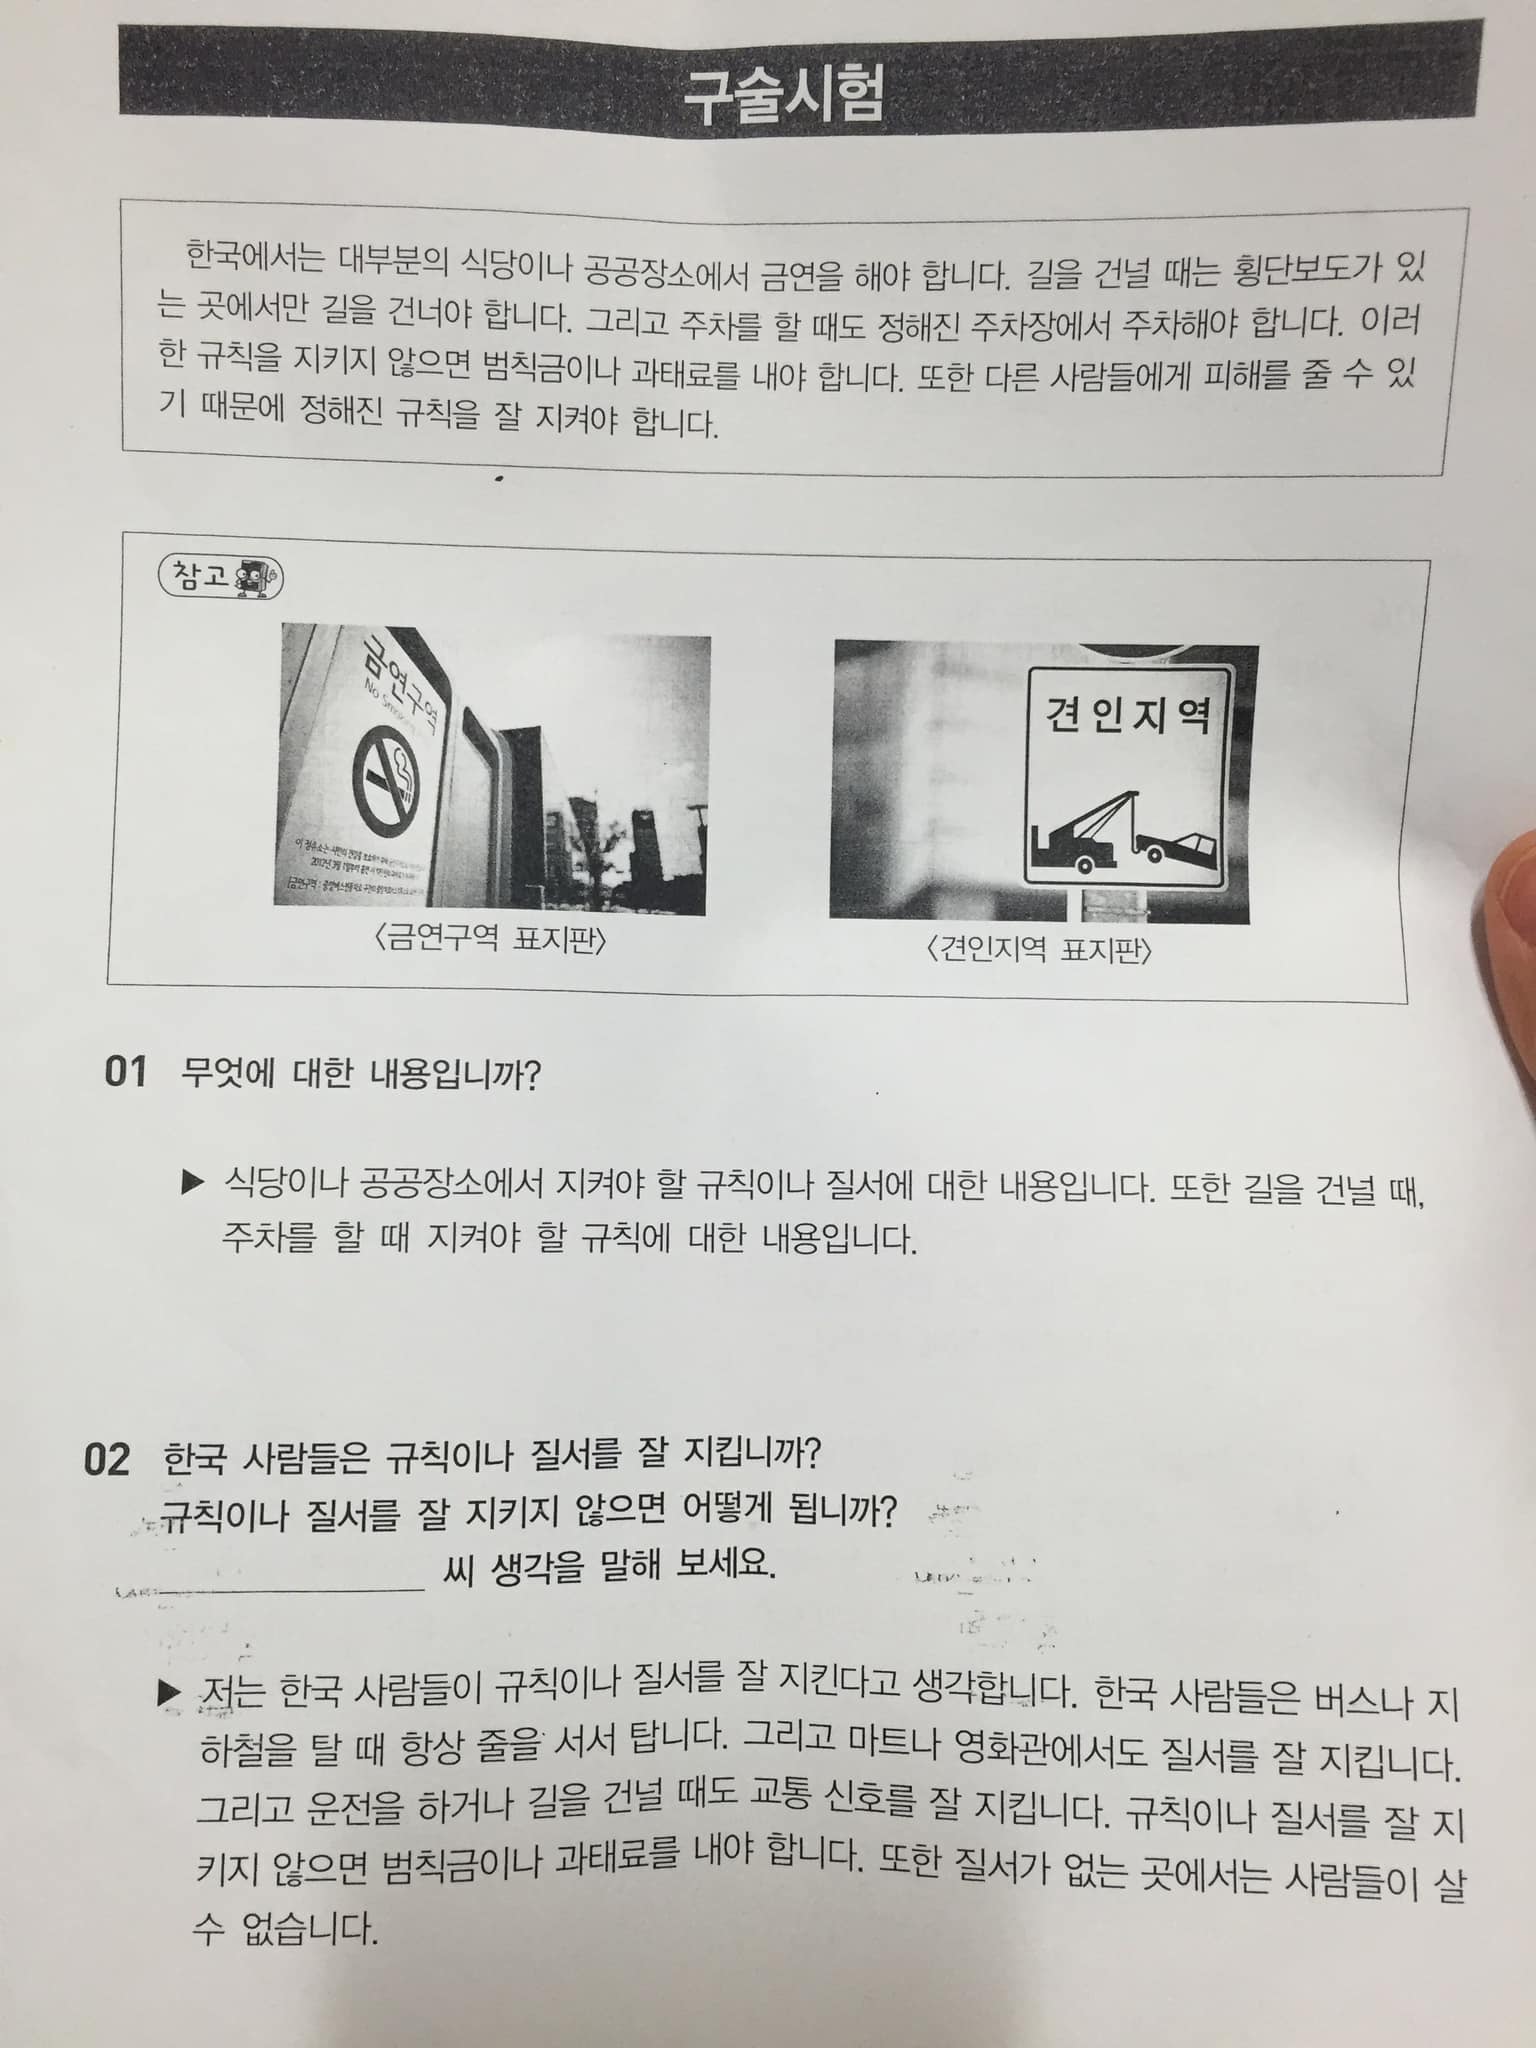 구술시험
한국에서는 대부분의 식당이나 공공장소에서 금연을 해야 합니다. 길을 건널 때는 횡단보도가 있
는 곳에서만 길을 건너야 합니다. 그리고 주차를 할 때도 정해진 주차장에서 주차해야 합니다. 이러
한 규칙을 지키지 않으면 범칙금이나 과태료를 내야 합니다. 또한 다른 사람들에게 피해를 줄 수 있
기 때문에 정해진 규칙을 잘 지켜야 합니다.
참고
금연구역
No Smoking
견인지역
〈금연구역 표지판〉
〈견인지역 표지판〉
01 무엇에 대한 내용입니까?
▶ 식당이나 공공장소에서 지켜야 할 규칙이나 질서에 대한 내용입니다. 또한 길을 건널 때,
주차를 할 때 지켜야 할 규칙에 대한 내용입니다.
02 한국 사람들은 규칙이나 질서를 잘 지킵니까?
규칙이나 질서를 잘 지키지 않으면 어떻게 됩니까?
씨 생각을 말해 보세요.
▶ 저는 한국 사람들이 규칙이나 질서를 잘 지킨다고 생각합니다. 한국 사람들은 버스나 지
하철을 탈 때 항상 줄을 서서 탑니다. 그리고 마트나 영화관에서도 질서를 잘 지킵니다.
그리고 운전을 하거나 길을 건널 때도 교통 신호를 잘 지킵니다. 규칙이나 질서를 잘 지
키지 않으면 범칙금이나 과태료를 내야 합니다. 또한 질서가 없는 곳에서는 사람들이 살
수 없습니다.